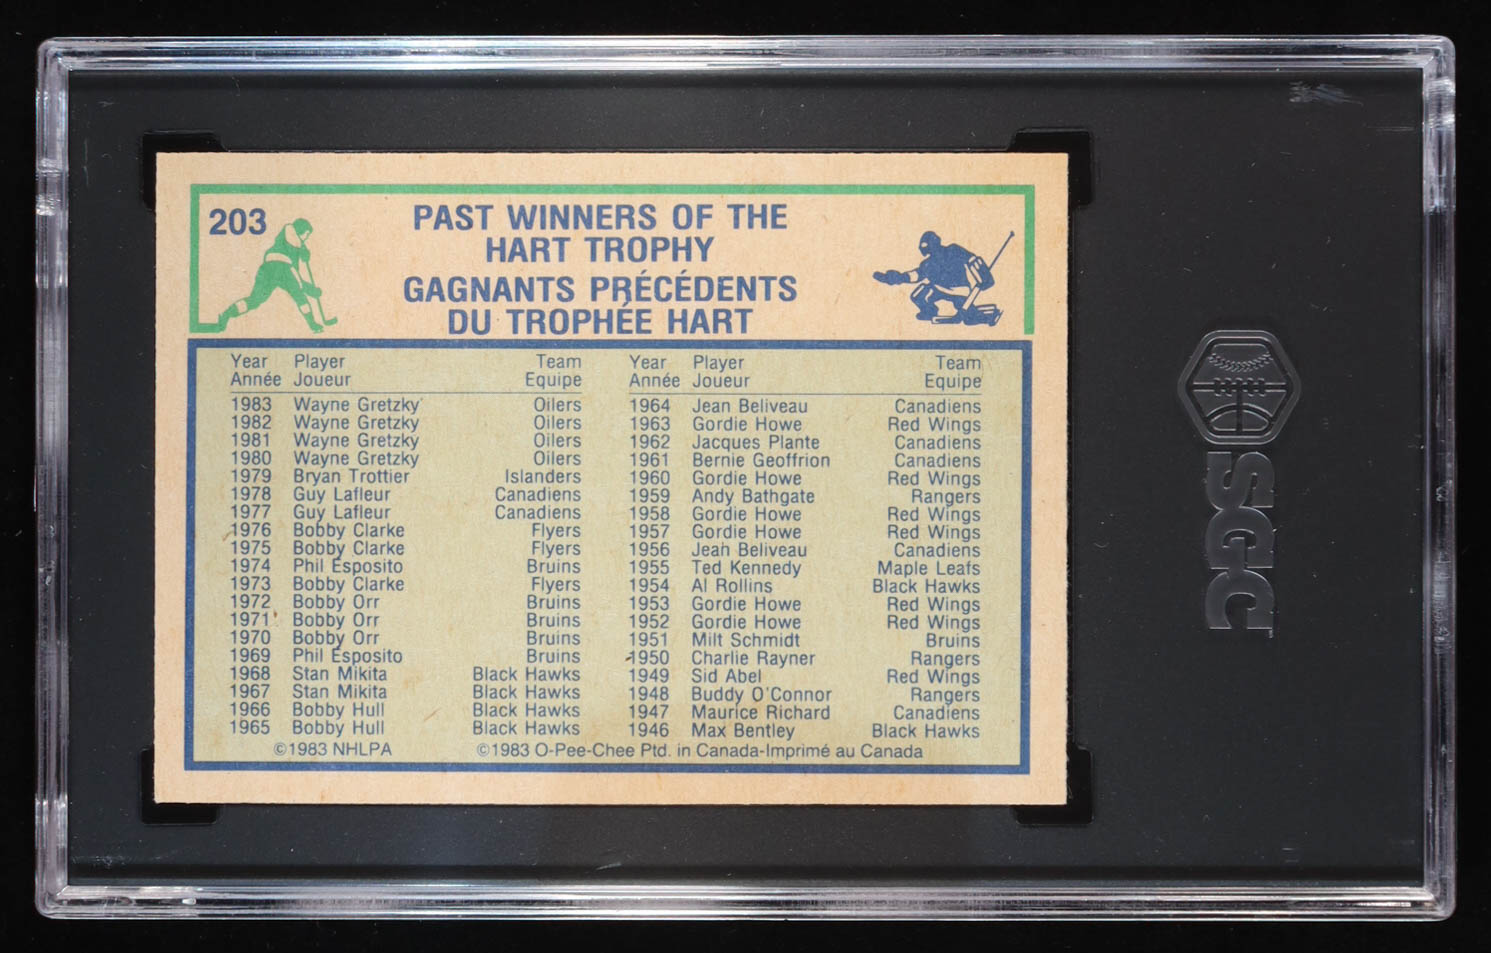 203
PAST WINNERS OF THE
HART TROPHY
GAGNANTS PRÉCÉDENTS
DU TROPHÉE HART
Year Player Team
Année Joueur Equipe
1983 Wayne Gretzky Oilers
1982 Wayne Gretzky Oilers
1981 Wayne Gretzky Oilers
1980 Wayne Gretzky Oilers
1979 Bryan Trottier Islanders
1978 Guy Lafleur Canadiens
1977 Guy Lafleur Canadiens
1976 Bobby Clarke Flyers
1975 Bobby Clarke Flyers
1974 Phil Esposito Bruins
1973 Bobby Clarke Flyers
1972 Bobby Orr Bruins
1971 Bobby Orr Bruins
1970 Bobby Orr Bruins
1969 Phil Esposito Bruins
1968 Stan Mikita Black Hawks
1967 Stan Mikita Black Hawks
1966 Bobby Hull Black Hawks
1965 Bobby Hull Black Hawks
Year Player Team
Année Joueur Equipe
1964 Jean Beliveau Canadiens
1963 Gordie Howe Red Wings
1962 Jacques Plante Canadiens
1961 Bernie Geoffrion Canadiens
1960 Gordie Howe Red Wings
1959 Andy Bathgate Rangers
1958 Gordie Howe Red Wings
1957 Gordie Howe Red Wings
1956 Jean Beliveau Canadiens
1955 Ted Kennedy Maple Leafs
1954 Al Rollins Black Hawks
1953 Gordie Howe Red Wings
1952 Gordie Howe Red Wings
1951 Milt Schmidt Bruins
1950 Charlie Rayner Rangers
1949 Sid Abel Red Wings
1948 Buddy O'Connor Rangers
1947 Maurice Richard Canadiens
1946 Max Bentley Black Hawks
©1983 NHLPA ©1983 O-Pee-Chee Ptd. in Canada-Imprimé au Canada
SGC